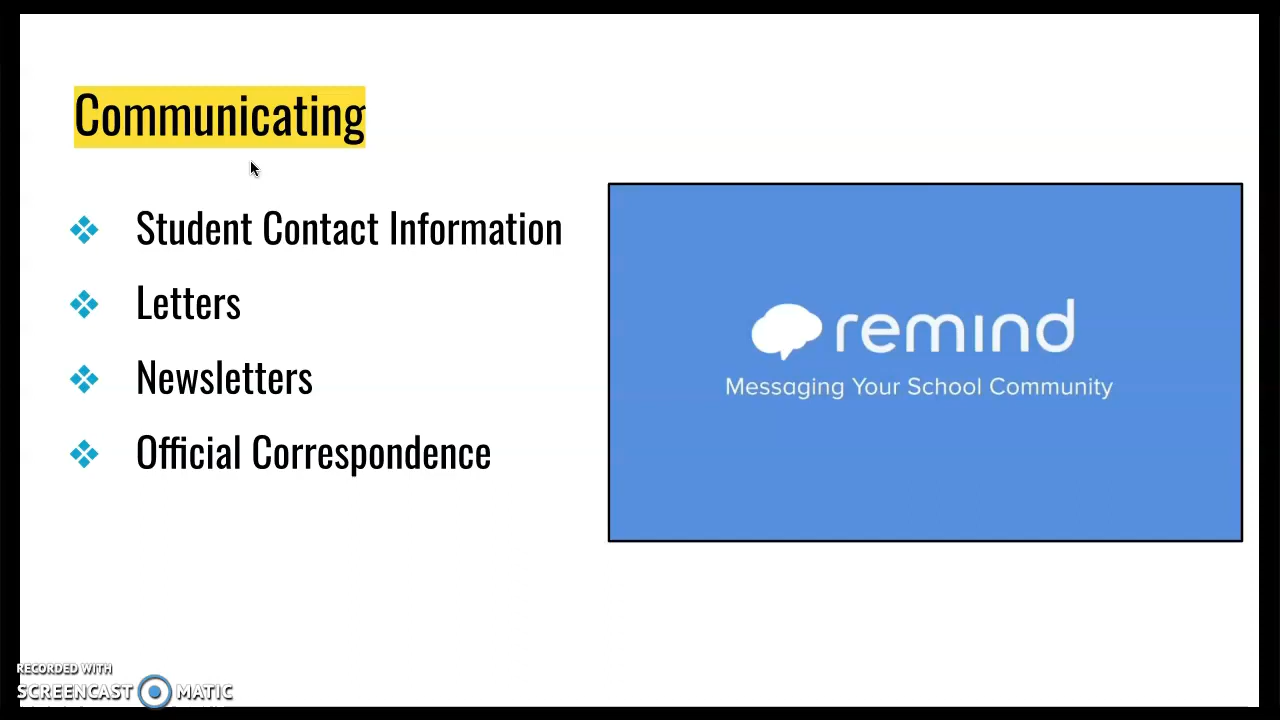 Communicating
Student Contact Information
Letters
Newsletters
Official Correspondence
remind
Messaging Your School Community
RECORDED WITH
SCREENCAST MATIC